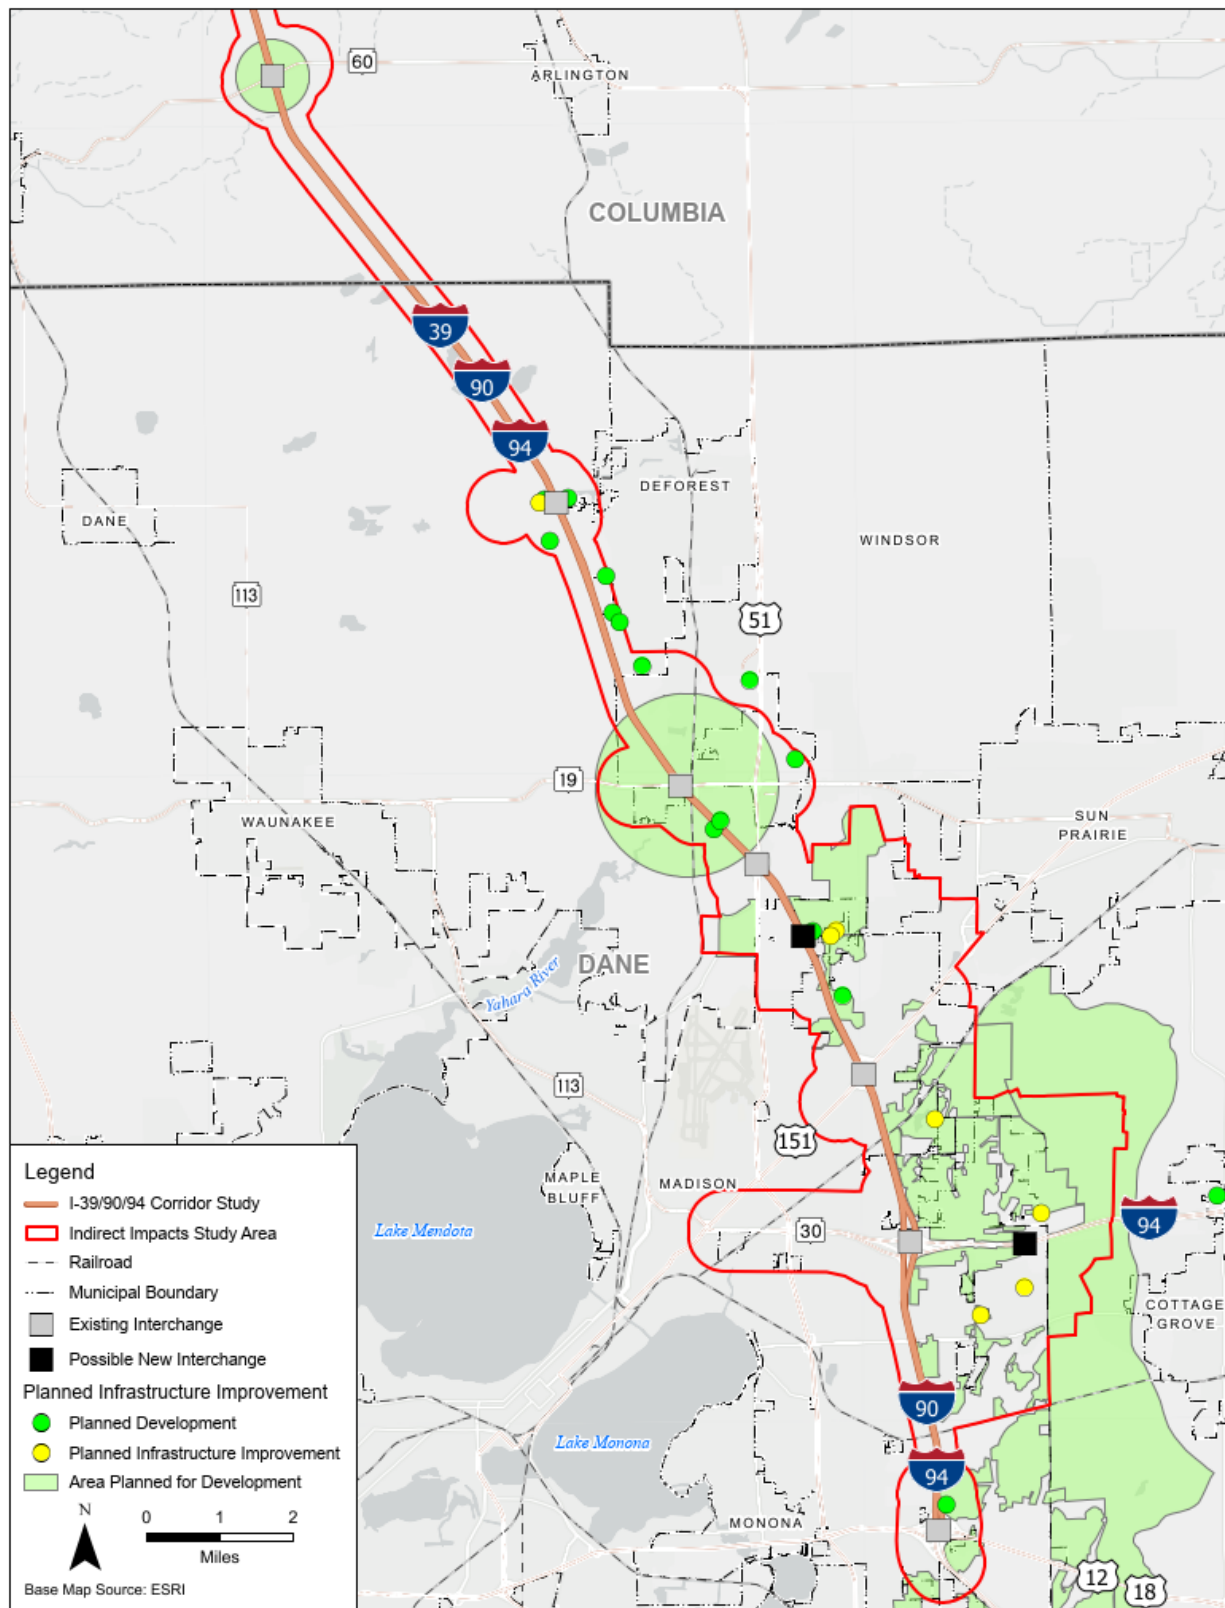 60
ARLINGTON
COLUMBIA
39
90
94
DEFOREST
DANE
WINDSOR
113
51
19
WAUNAKEE
SUN
PRAIRIE
DANE
Yahara River
113
151
MAPLE
BLUFF
MADISON
Lake Mendota
30
94
COTTAGE
GROVE
90
Lake Monona
94
MONONA
12
18
Legend
I-39/90/94 Corridor Study
Indirect Impacts Study Area
Railroad
Municipal Boundary
Existing Interchange
Possible New Interchange
Planned Infrastructure Improvement
Planned Development
Planned Infrastructure Improvement
Area Planned for Development
N
0 1 2
Miles
Base Map Source: ESRI